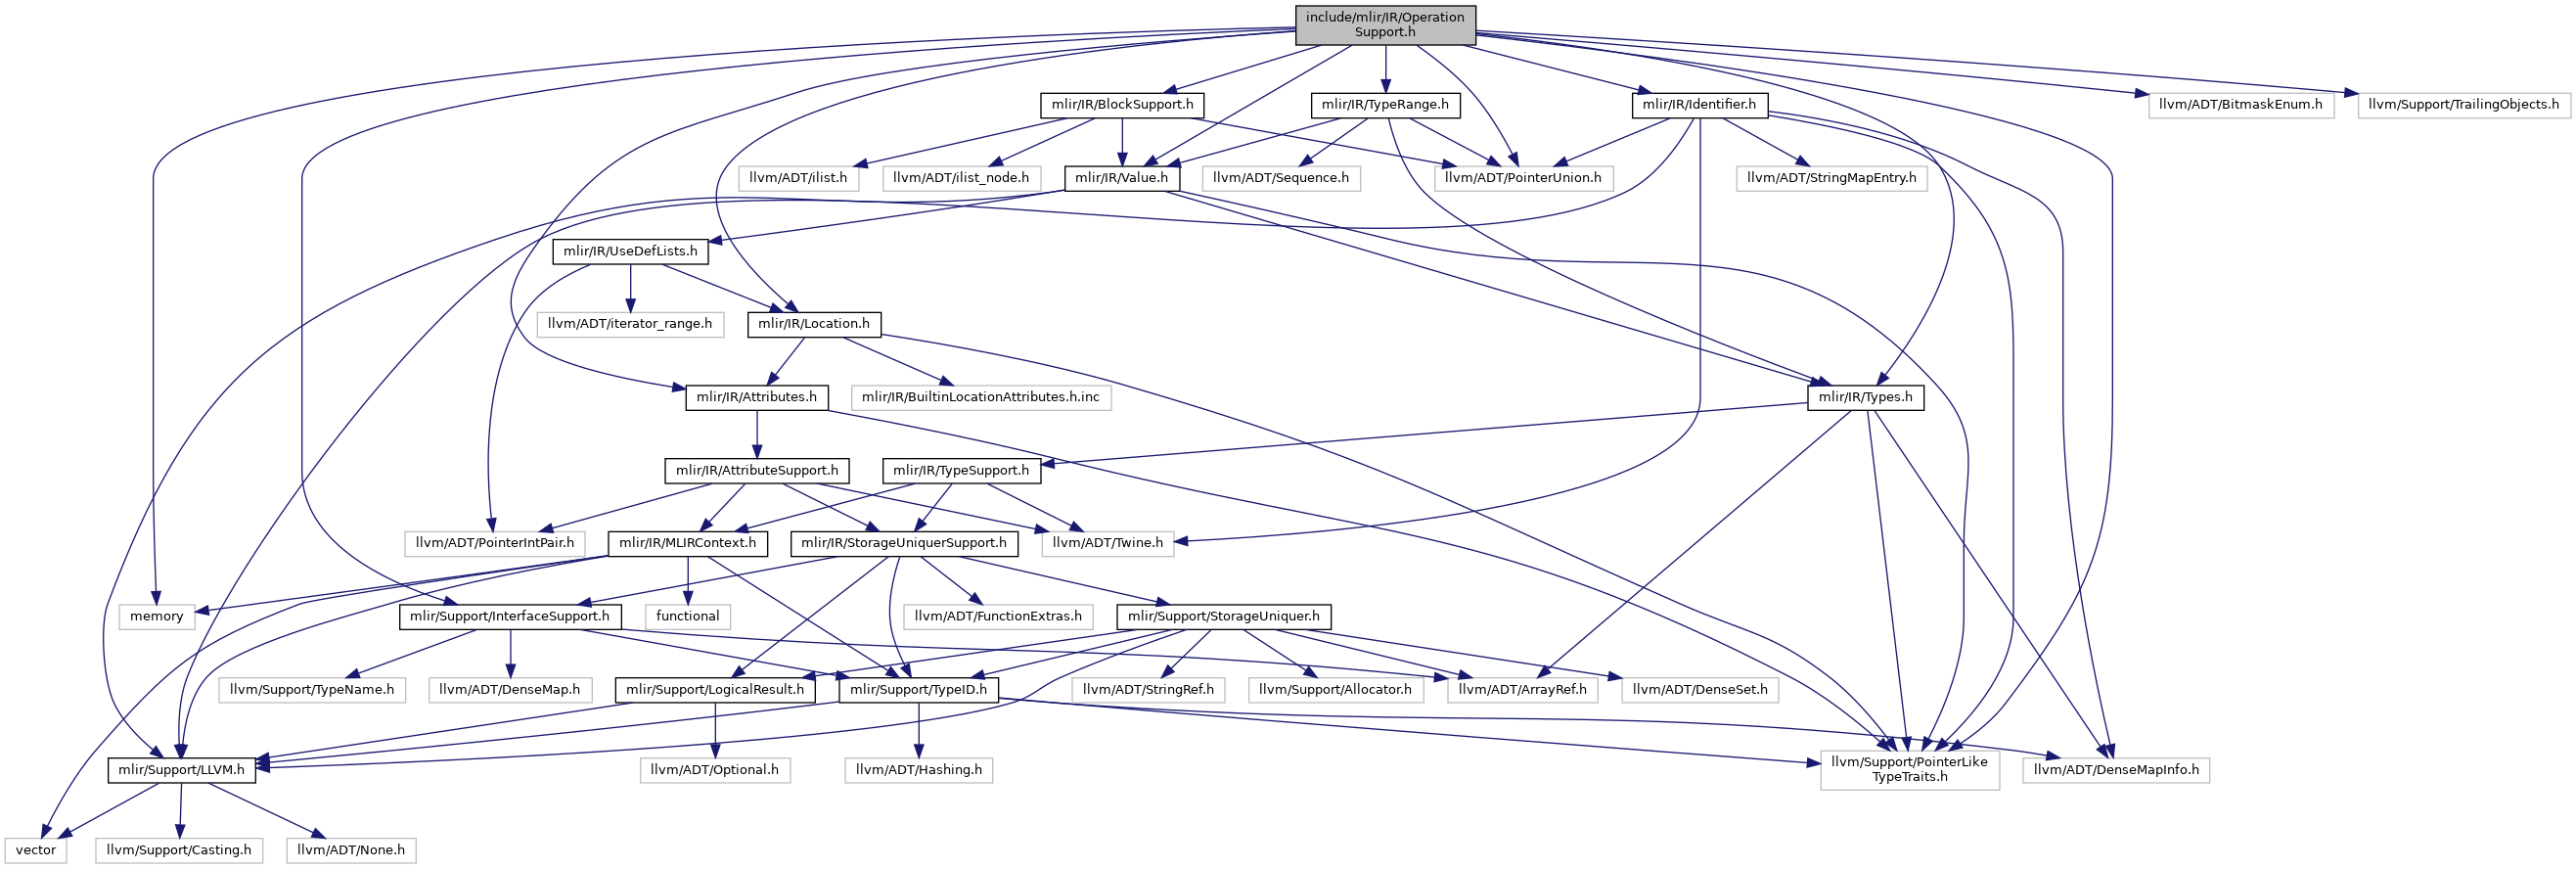 include/mlir/IR/Operation
Support.h
mlir/IR/BlockSupport.h
mlir/IR/TypeRange.h
mlir/IR/Identifier.h
llvm/ADT/BitmaskEnum.h
llvm/Support/TrailingObjects.h
llvm/ADT/ilist.h
llvm/ADT/ilist_node.h
mlir/IR/Value.h
llvm/ADT/Sequence.h
llvm/ADT/PointerUnion.h
llvm/ADT/StringMapEntry.h
mlir/IR/UseDefLists.h
llvm/ADT/iterator_range.h
mlir/IR/Location.h
mlir/IR/Attributes.h
mlir/IR/BuiltinLocationAttributes.h.inc
mlir/IR/Types.h
mlir/IR/AttributeSupport.h
mlir/IR/TypeSupport.h
llvm/ADT/PointerIntPair.h
mlir/IR/MLIRContext.h
mlir/IR/StorageUniquerSupport.h
llvm/ADT/Twine.h
memory
mlir/Support/InterfaceSupport.h
functional
llvm/ADT/FunctionExtras.h
mlir/Support/StorageUniquer.h
llvm/Support/TypeName.h
llvm/ADT/DenseMap.h
mlir/Support/LogicalResult.h
mlir/Support/TypeID.h
llvm/ADT/StringRef.h
llvm/Support/Allocator.h
llvm/ADT/ArrayRef.h
llvm/ADT/DenseSet.h
mlir/Support/LLVM.h
llvm/ADT/Optional.h
llvm/ADT/Hashing.h
llvm/Support/PointerLike
TypeTraits.h
llvm/ADT/DenseMapInfo.h
vector
llvm/Support/Casting.h
llvm/ADT/None.h